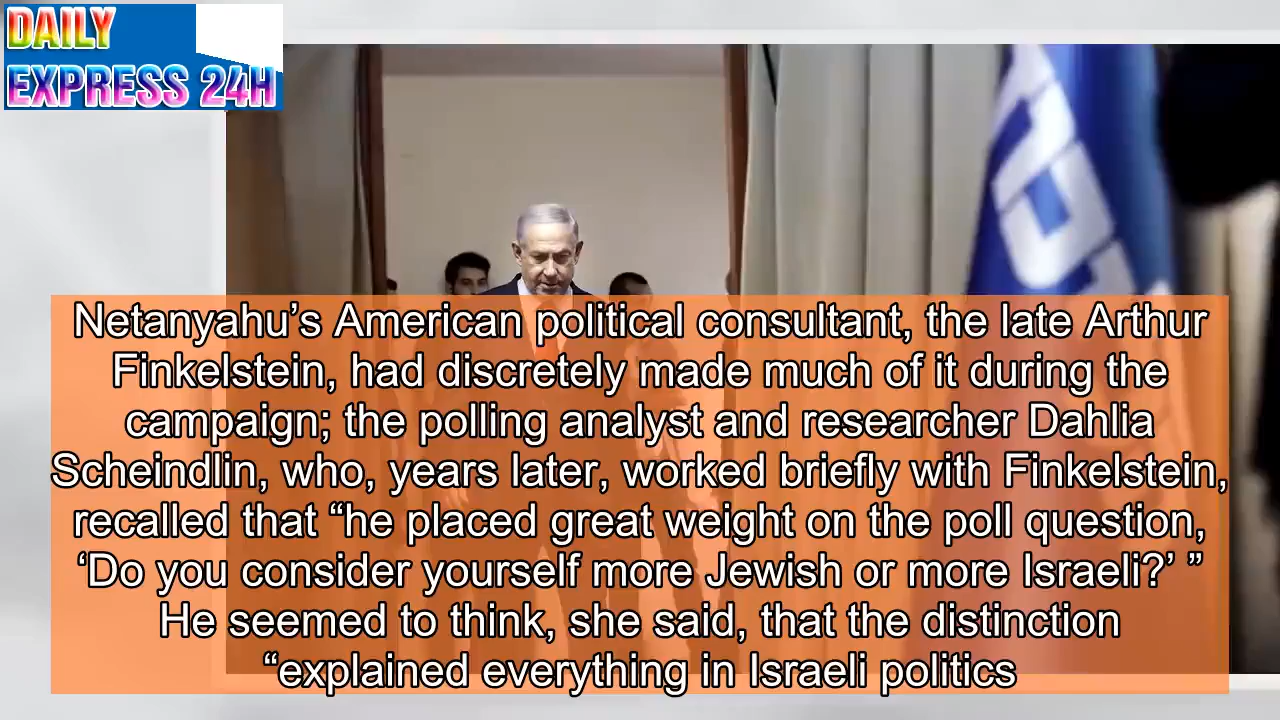 DAILY
EXPRESS 24H
Netanyahu’s American political consultant, the late Arthur
Finkelstein, had discretely made much of it during the
campaign; the polling analyst and researcher Dahlia
Scheindlin, who, years later, worked briefly with Finkelstein,
recalled that “he placed great weight on the poll question,
‘Do you consider yourself more Jewish or more Israeli?’ ”
He seemed to think, she said, that the distinction
“explained everything in Israeli politics